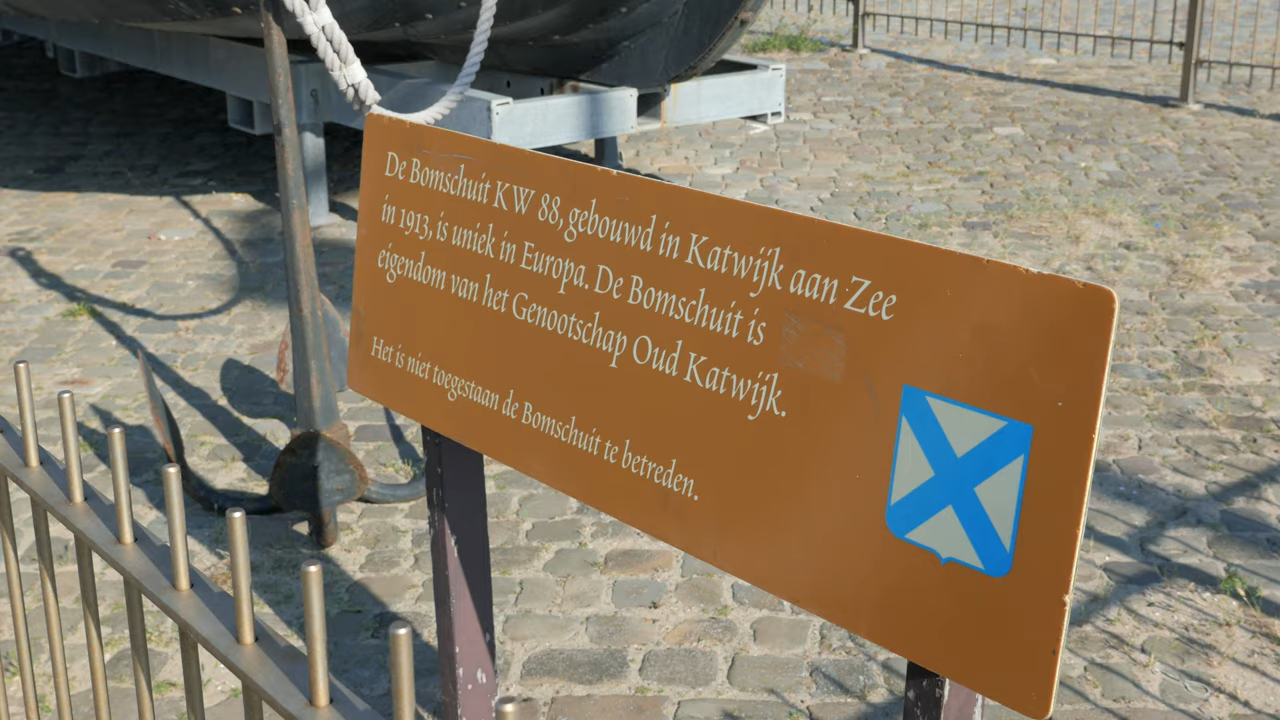 De Bomschuit KW 88, gebouwd in Katwijk aan Zee
in 1913, is uniek in Europa. De Bomschuit is
eigendom van het Genootschap Oud Katwijk.
Het is niet toegestaan de Bomschuit te betreden.